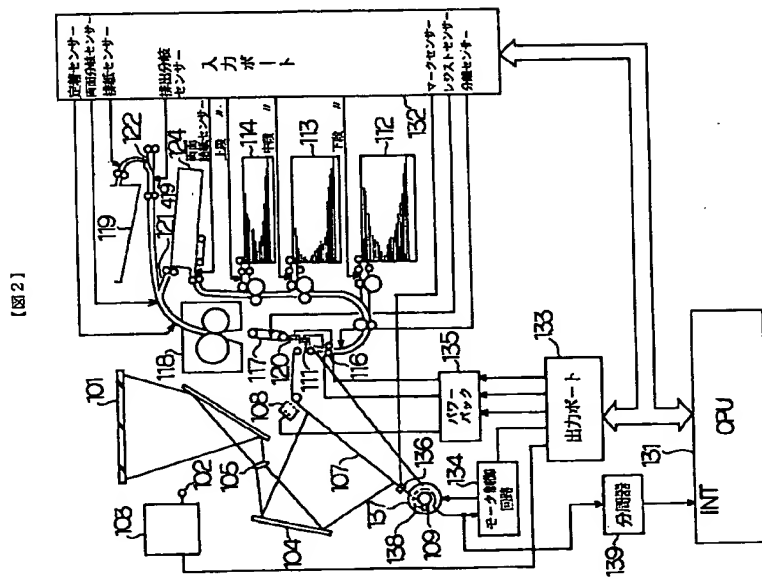 【図2】
定着センサー
両面分岐センサー
排紙センサー
排出分岐
センサー
入力ポート
両面
給紙センサー
上段
〃
中段
〃
下段
マークセンサー
レジストセンサー
分離センサー
132
122
119
121
419
124
114
113
112
118
117
120
111
116
101
102
103
105
104
108
107
136
137
138
109
135
パワー
パック
133
出力ポート
134
モータ制御
回路
139
分周器
131
INT
CPU